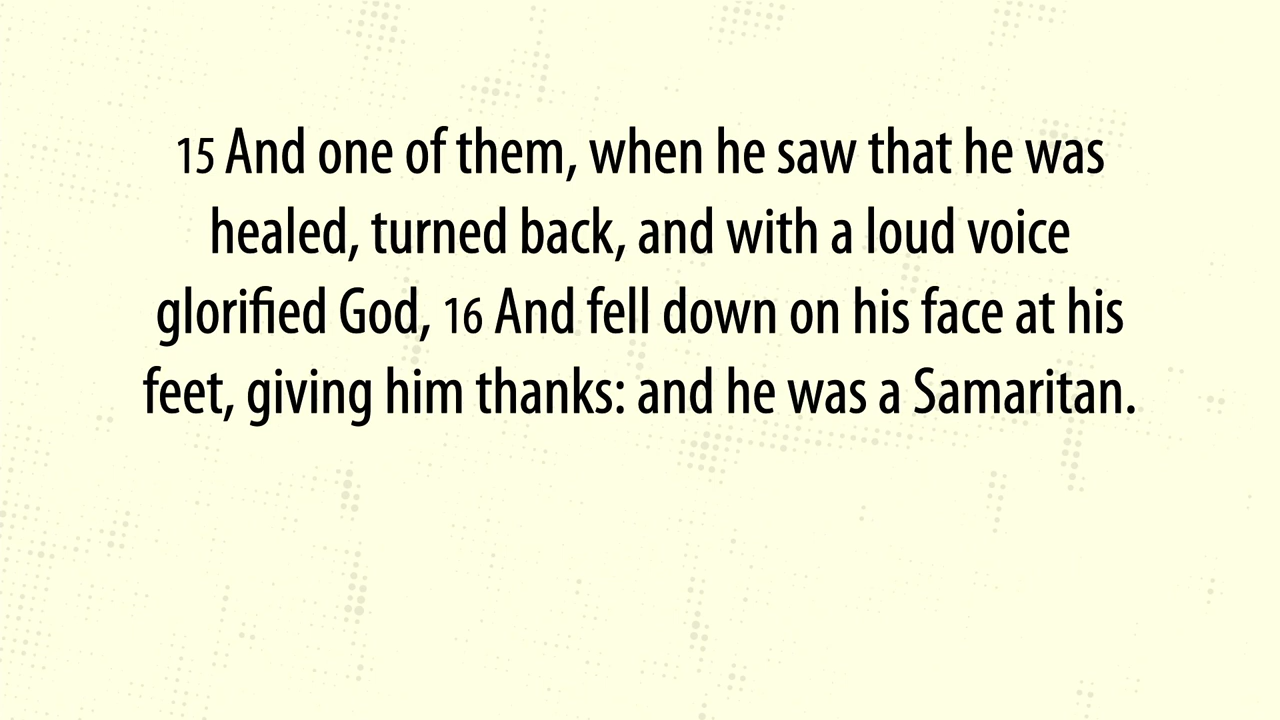 15 And one of them, when he saw that he was
healed, turned back, and with a loud voice
glorified God, 16 And fell down on his face at his
feet, giving him thanks: and he was a Samaritan.